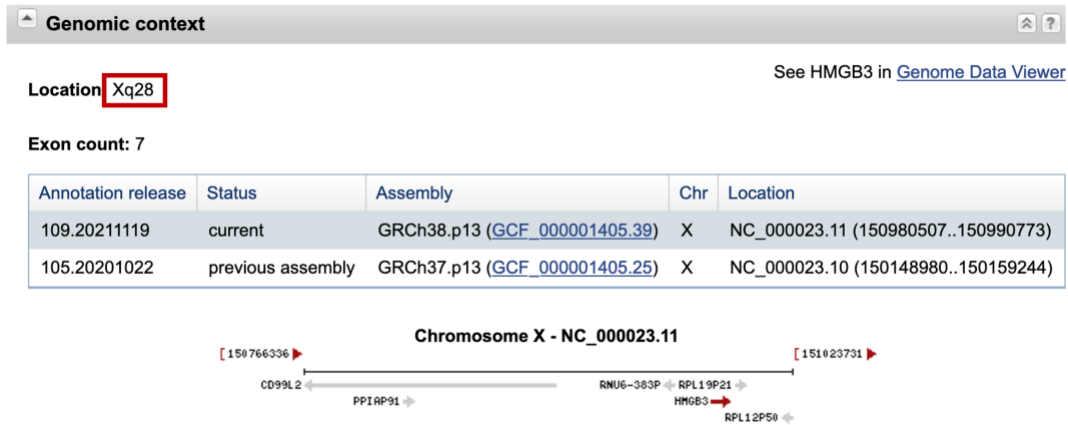 Genomic context
?
See HMGB3 in Genome Data Viewer
Location Xq28
Exon count: 7
Annotation release Status Assembly Chr Location
109.20211119 current GRCh38.p13 (GCF_000001405.39) X NC_000023.11 (150980507..150990773)
105.20201022 previous assembly GRCh37.p13 (GCF_000001405.25) X NC_000023.10 (150148980..150159244)
Chromosome X - NC_000023.11
[ 150766336 [ 151023731
CD99L2 RNU6-383P RPL19P21
PPIAP91 HMGB3
RPL12P50